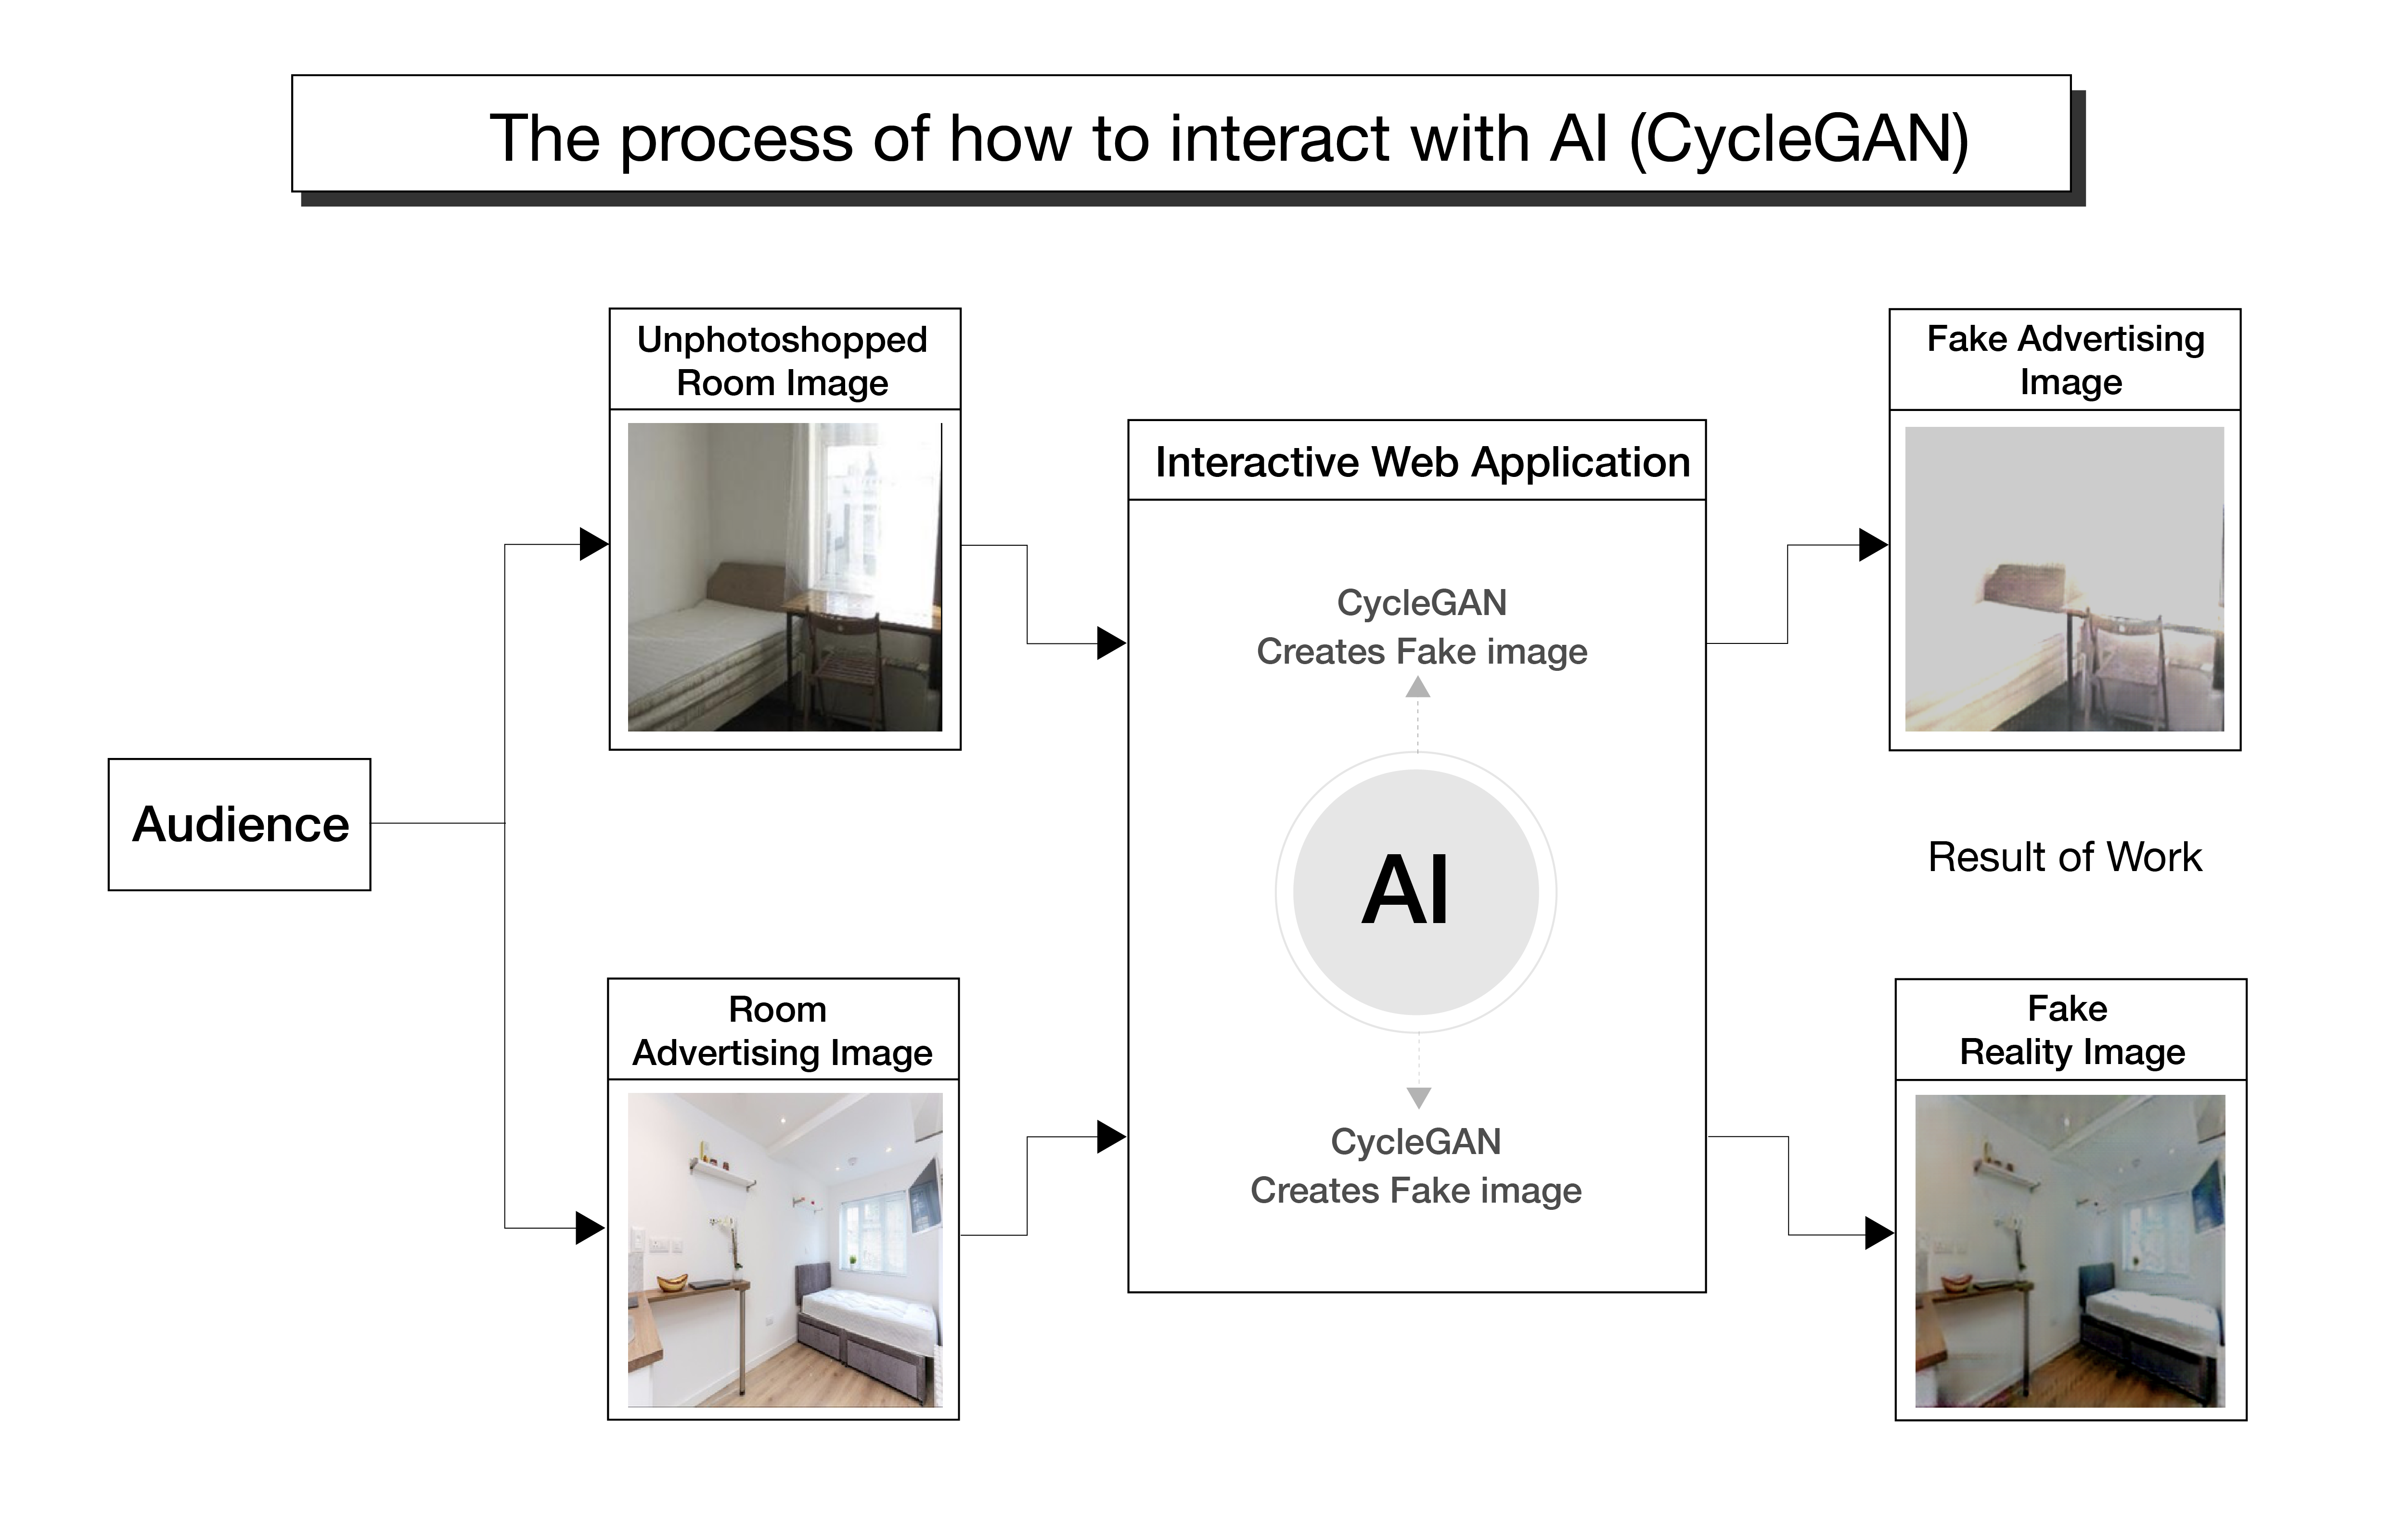 The process of how to interact with AI (CycleGAN)
Audience
Unphotoshopped
Room Image
Room
Advertising Image
Interactive Web Application
CycleGAN
Creates Fake image
AI
CycleGAN
Creates Fake image
Fake Advertising
Image
Result of Work
Fake
Reality Image